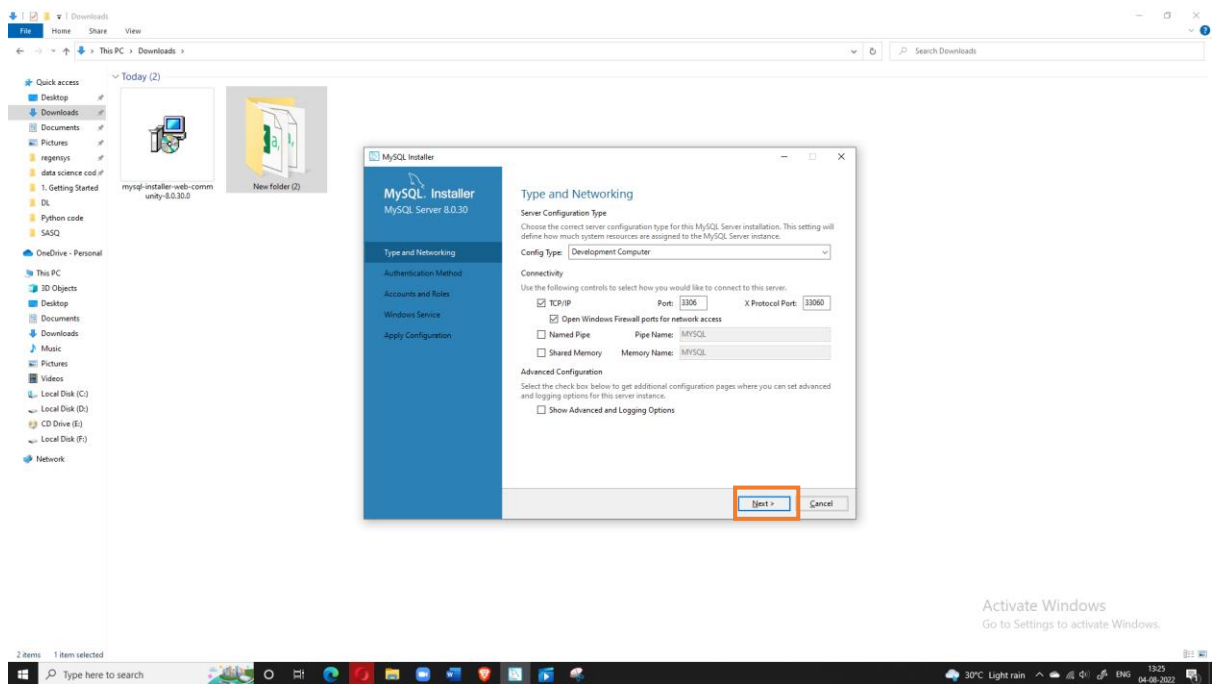 Downloads
File Home Share View
This PC > Downloads >
Search Downloads
Quick access
Desktop
Downloads
Documents
Pictures
regensys
data science cod
1. Getting Started
DL
Python code
SASQ
OneDrive - Personal
This PC
3D Objects
Desktop
Documents
Downloads
Music
Pictures
Videos
Local Disk (C:)
Local Disk (D:)
CD Drive (E:)
Local Disk (F:)
Network
Today (2)
mysql-installer-web-comm
unity-8.0.30.0
New folder (2)
MySQL Installer
MySQL. Installer
MySQL Server 8.0.30
Type and Networking
Authentication Method
Accounts and Roles
Windows Service
Apply Configuration
Type and Networking
Server Configuration Type
Choose the correct server configuration type for this MySQL Server installation. This setting will
define how much system resources are assigned to the MySQL Server instance.
Config Type: Development Computer
Connectivity
Use the following controls to select how you would like to connect to this server.
TCP/IP Port: 3306 X Protocol Port: 33060
Open Windows Firewall ports for network access
Named Pipe Pipe Name: MYSQL
Shared Memory Memory Name: MYSQL
Advanced Configuration
Select the check box below to get additional configuration pages where you can set advanced
and logging options for this server instance.
Show Advanced and Logging Options
Next > Cancel
Activate Windows
Go to Settings to activate Windows.
2 items 1 item selected
Type here to search
30°C Light rain ENG 13:25
04-08-2022